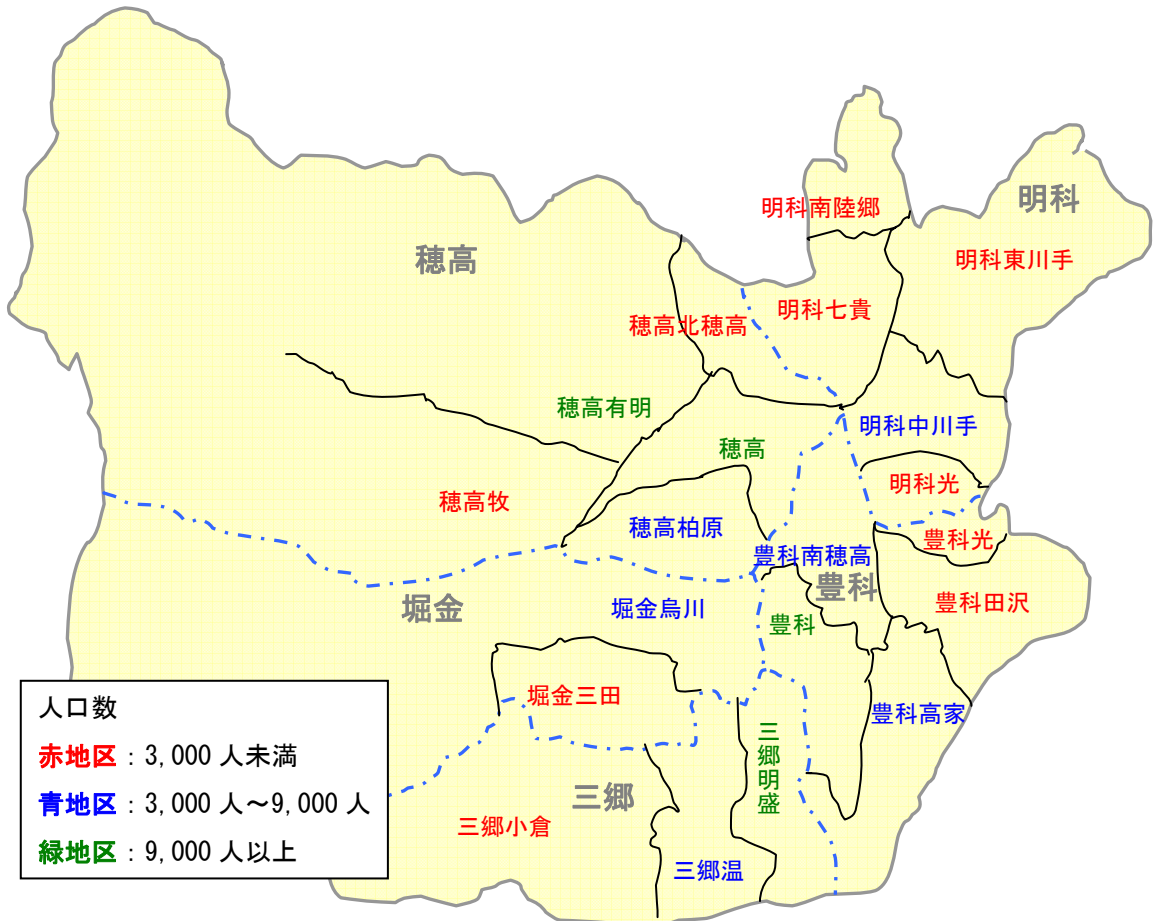 明科南陸郷
明科
穂高
明科東川手
明科七貴
穂高北穂高
穂高有明
明科中川手
穂高
明科光
穂高牧
穂高柏原
豊科光
豊科南穂高
豊科
堀金
堀金烏川
豊科田沢
豊科
堀金三田
豊科高家
三郷明盛
三郷
三郷小倉
三郷温
人口数
赤地区：3,000 人未満
青地区：3,000 人～9,000 人
緑地区：9,000 人以上